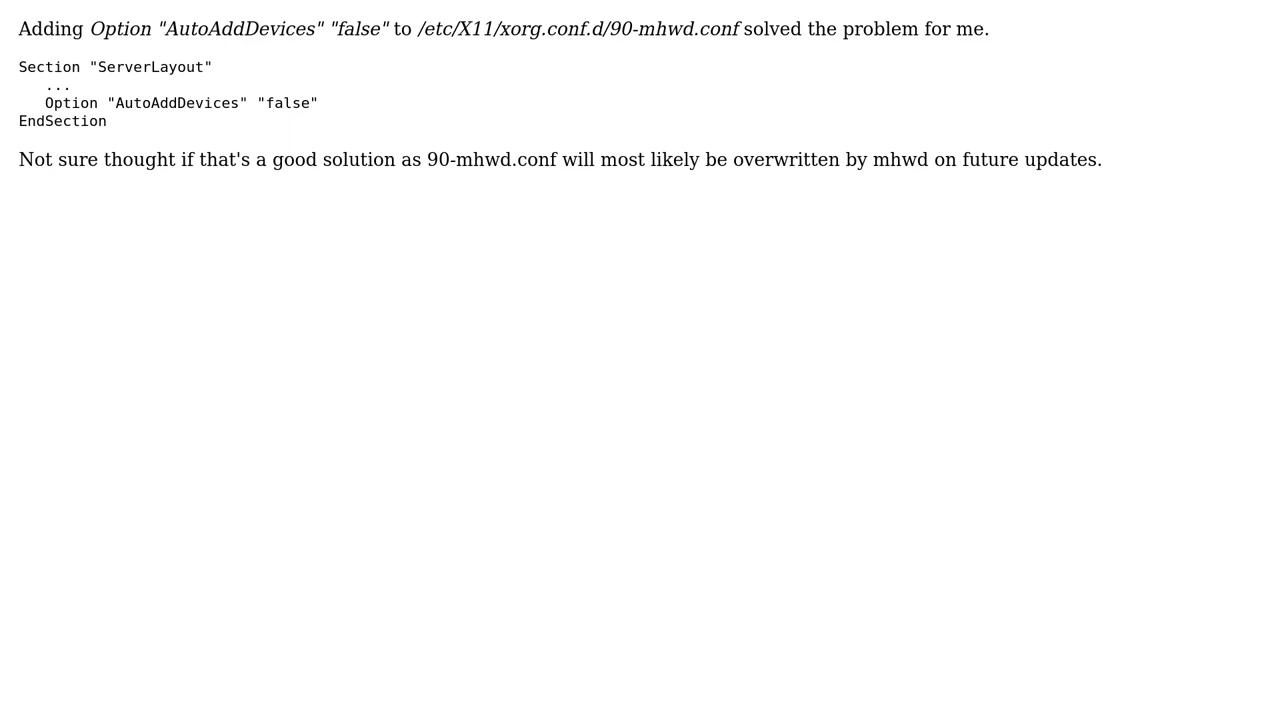 Adding Option "AutoAddDevices" "false" to /etc/X11/xorg.conf.d/90-mhwd.conf solved the problem for me.
Section "ServerLayout"
   ...
   Option "AutoAddDevices" "false"
EndSection
Not sure thought if that's a good solution as 90-mhwd.conf will most likely be overwritten by mhwd on future updates.